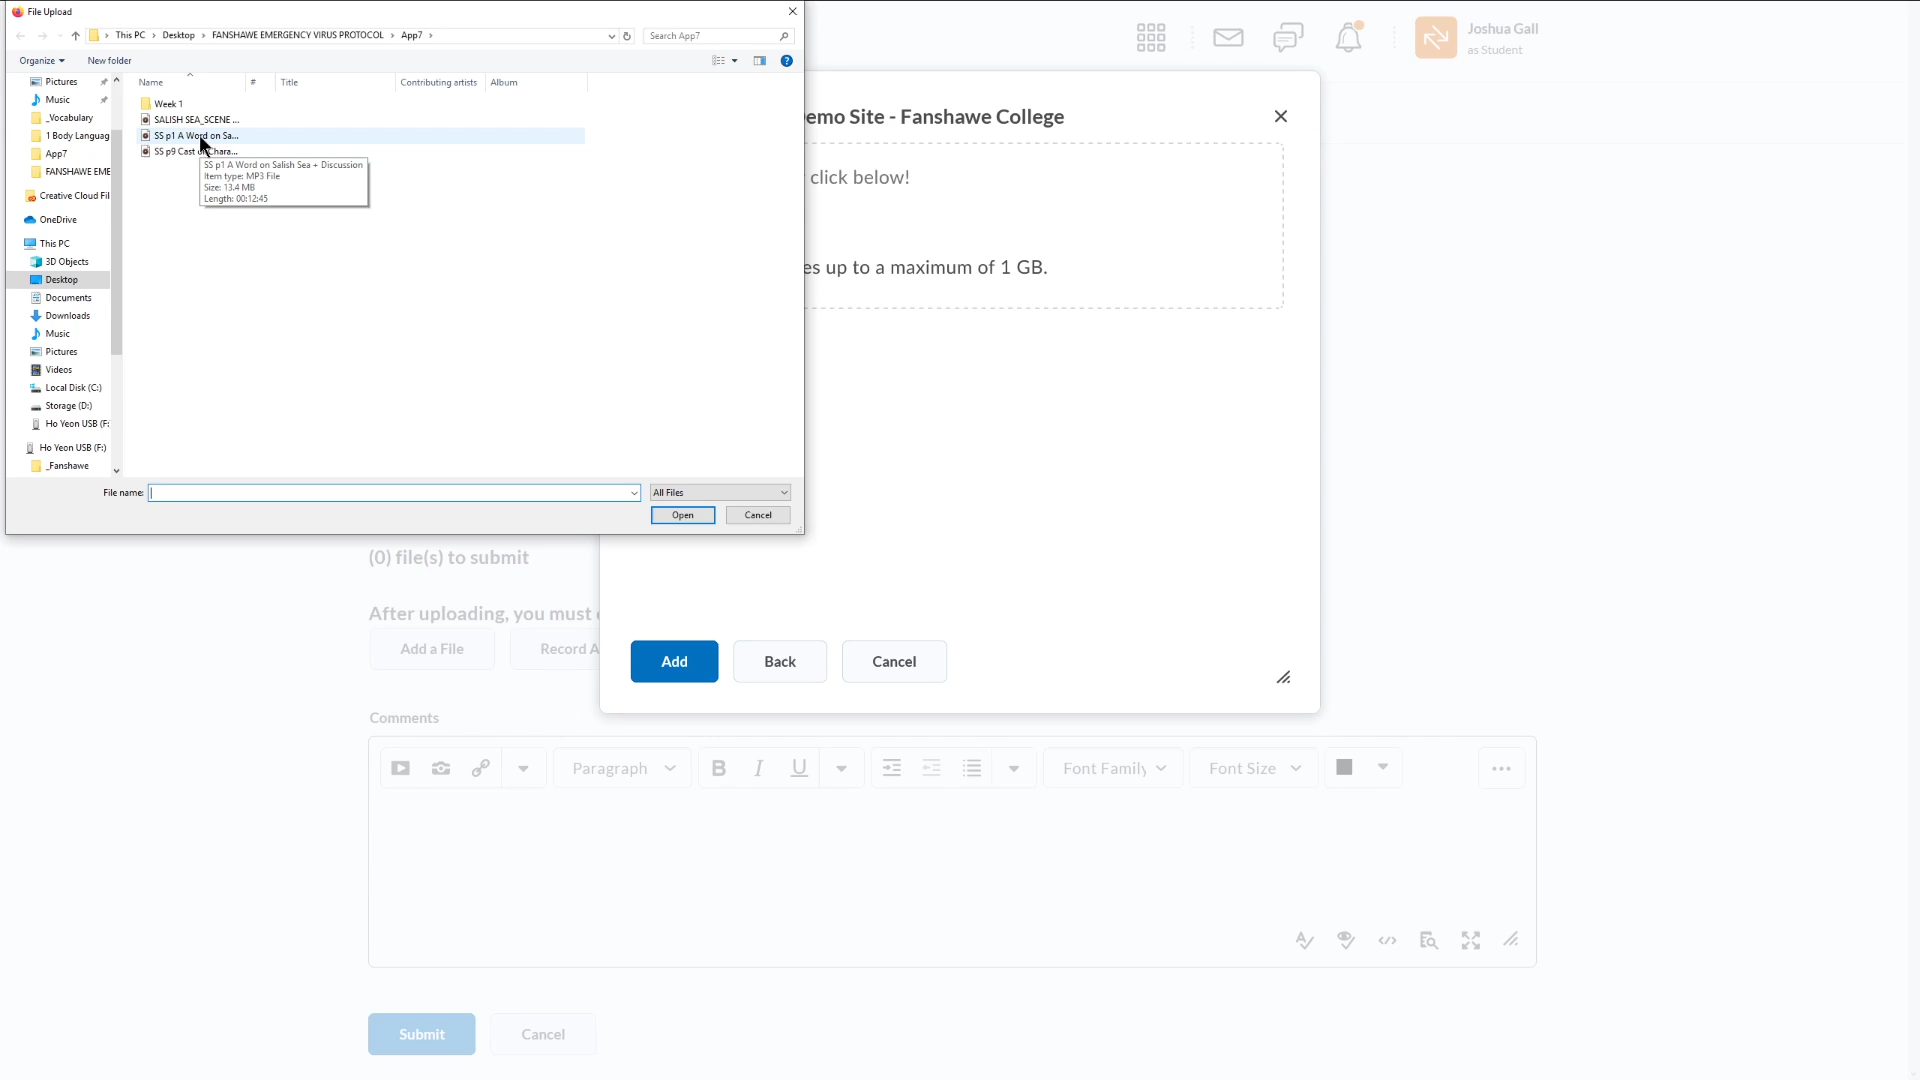 File Upload
This PC > Desktop > FANSHAWE EMERGENCY VIRUS PROTOCOL > App7 >
Search App7
Organize
New folder
Name
#
Title
Contributing artists
Album
Pictures
Music
_Vocabulary
1 Body Languag
App7
FANSHAWE EME
Creative Cloud Fil
OneDrive
This PC
3D Objects
Desktop
Documents
Downloads
Music
Pictures
Videos
Local Disk (C:)
Storage (D:)
Ho Yeon USB (F:
Ho Yeon USB (F:)
_Fanshawe
Week 1
SALISH SEA_SCENE ...
SS p1 A Word on Sa...
SS p9 Cast of Chara...
SS p1 A Word on Salish Sea + Discussion
Item type: MP3 File
Size: 13.4 MB
Length: 00:12:45
File name:
All Files
Open
Cancel
Joshua Gall
as Student
emo Site - Fanshawe College
click below!
es up to a maximum of 1 GB.
Add
Back
Cancel
(0) file(s) to submit
After uploading, you must
Add a File
Record A
Comments
Paragraph
B
I
U
Font Family
Font Size
Submit
Cancel